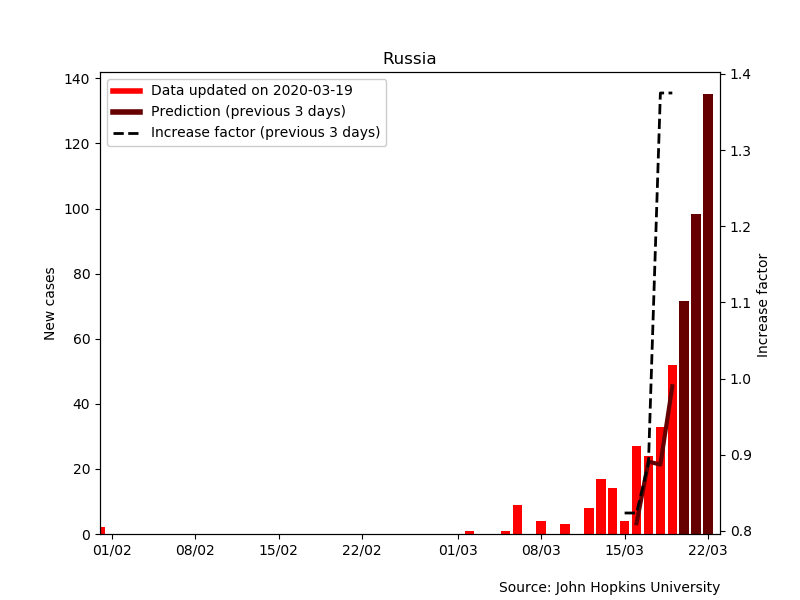 Russia
Data updated on 2020-03-19
Prediction (previous 3 days)
Increase factor (previous 3 days)
New cases
140
120
100
80
60
40
20
0
1.4
1.3
1.2
1.1
1.0
0.9
0.8
Increase factor
01/02 08/02 15/02 22/02 01/03 08/03 15/03 22/03
Source: John Hopkins University